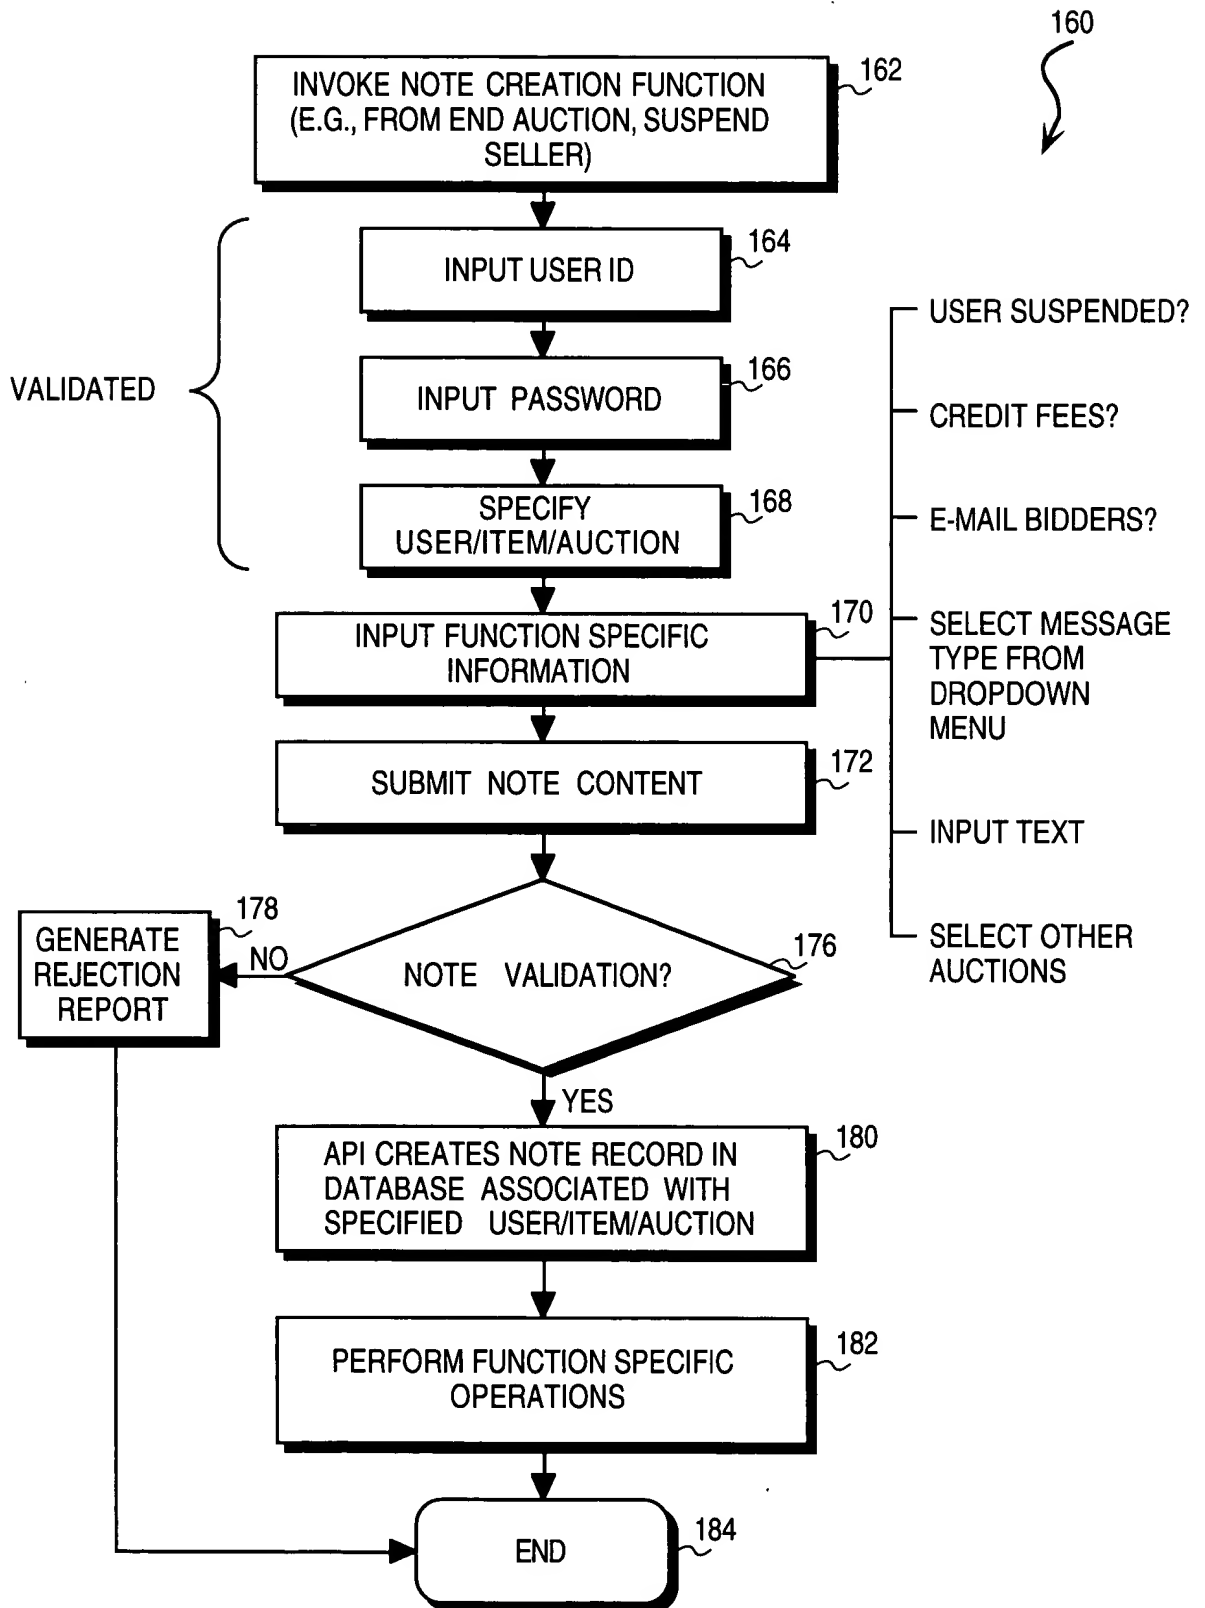 160
162
INVOKE NOTE CREATION FUNCTION
(E.G., FROM END AUCTION, SUSPEND
SELLER)
164
INPUT USER ID
VALIDATED
166
INPUT PASSWORD
168
SPECIFY
USER/ITEM/AUCTION
170
INPUT FUNCTION SPECIFIC
INFORMATION
USER SUSPENDED?
CREDIT FEES?
E-MAIL BIDDERS?
SELECT MESSAGE
TYPE FROM
DROPDOWN
MENU
INPUT TEXT
SELECT OTHER
AUCTIONS
172
SUBMIT NOTE CONTENT
176
NOTE VALIDATION?
NO
178
GENERATE
REJECTION
REPORT
YES
180
API CREATES NOTE RECORD IN
DATABASE ASSOCIATED WITH
SPECIFIED USER/ITEM/AUCTION
182
PERFORM FUNCTION SPECIFIC
OPERATIONS
184
END